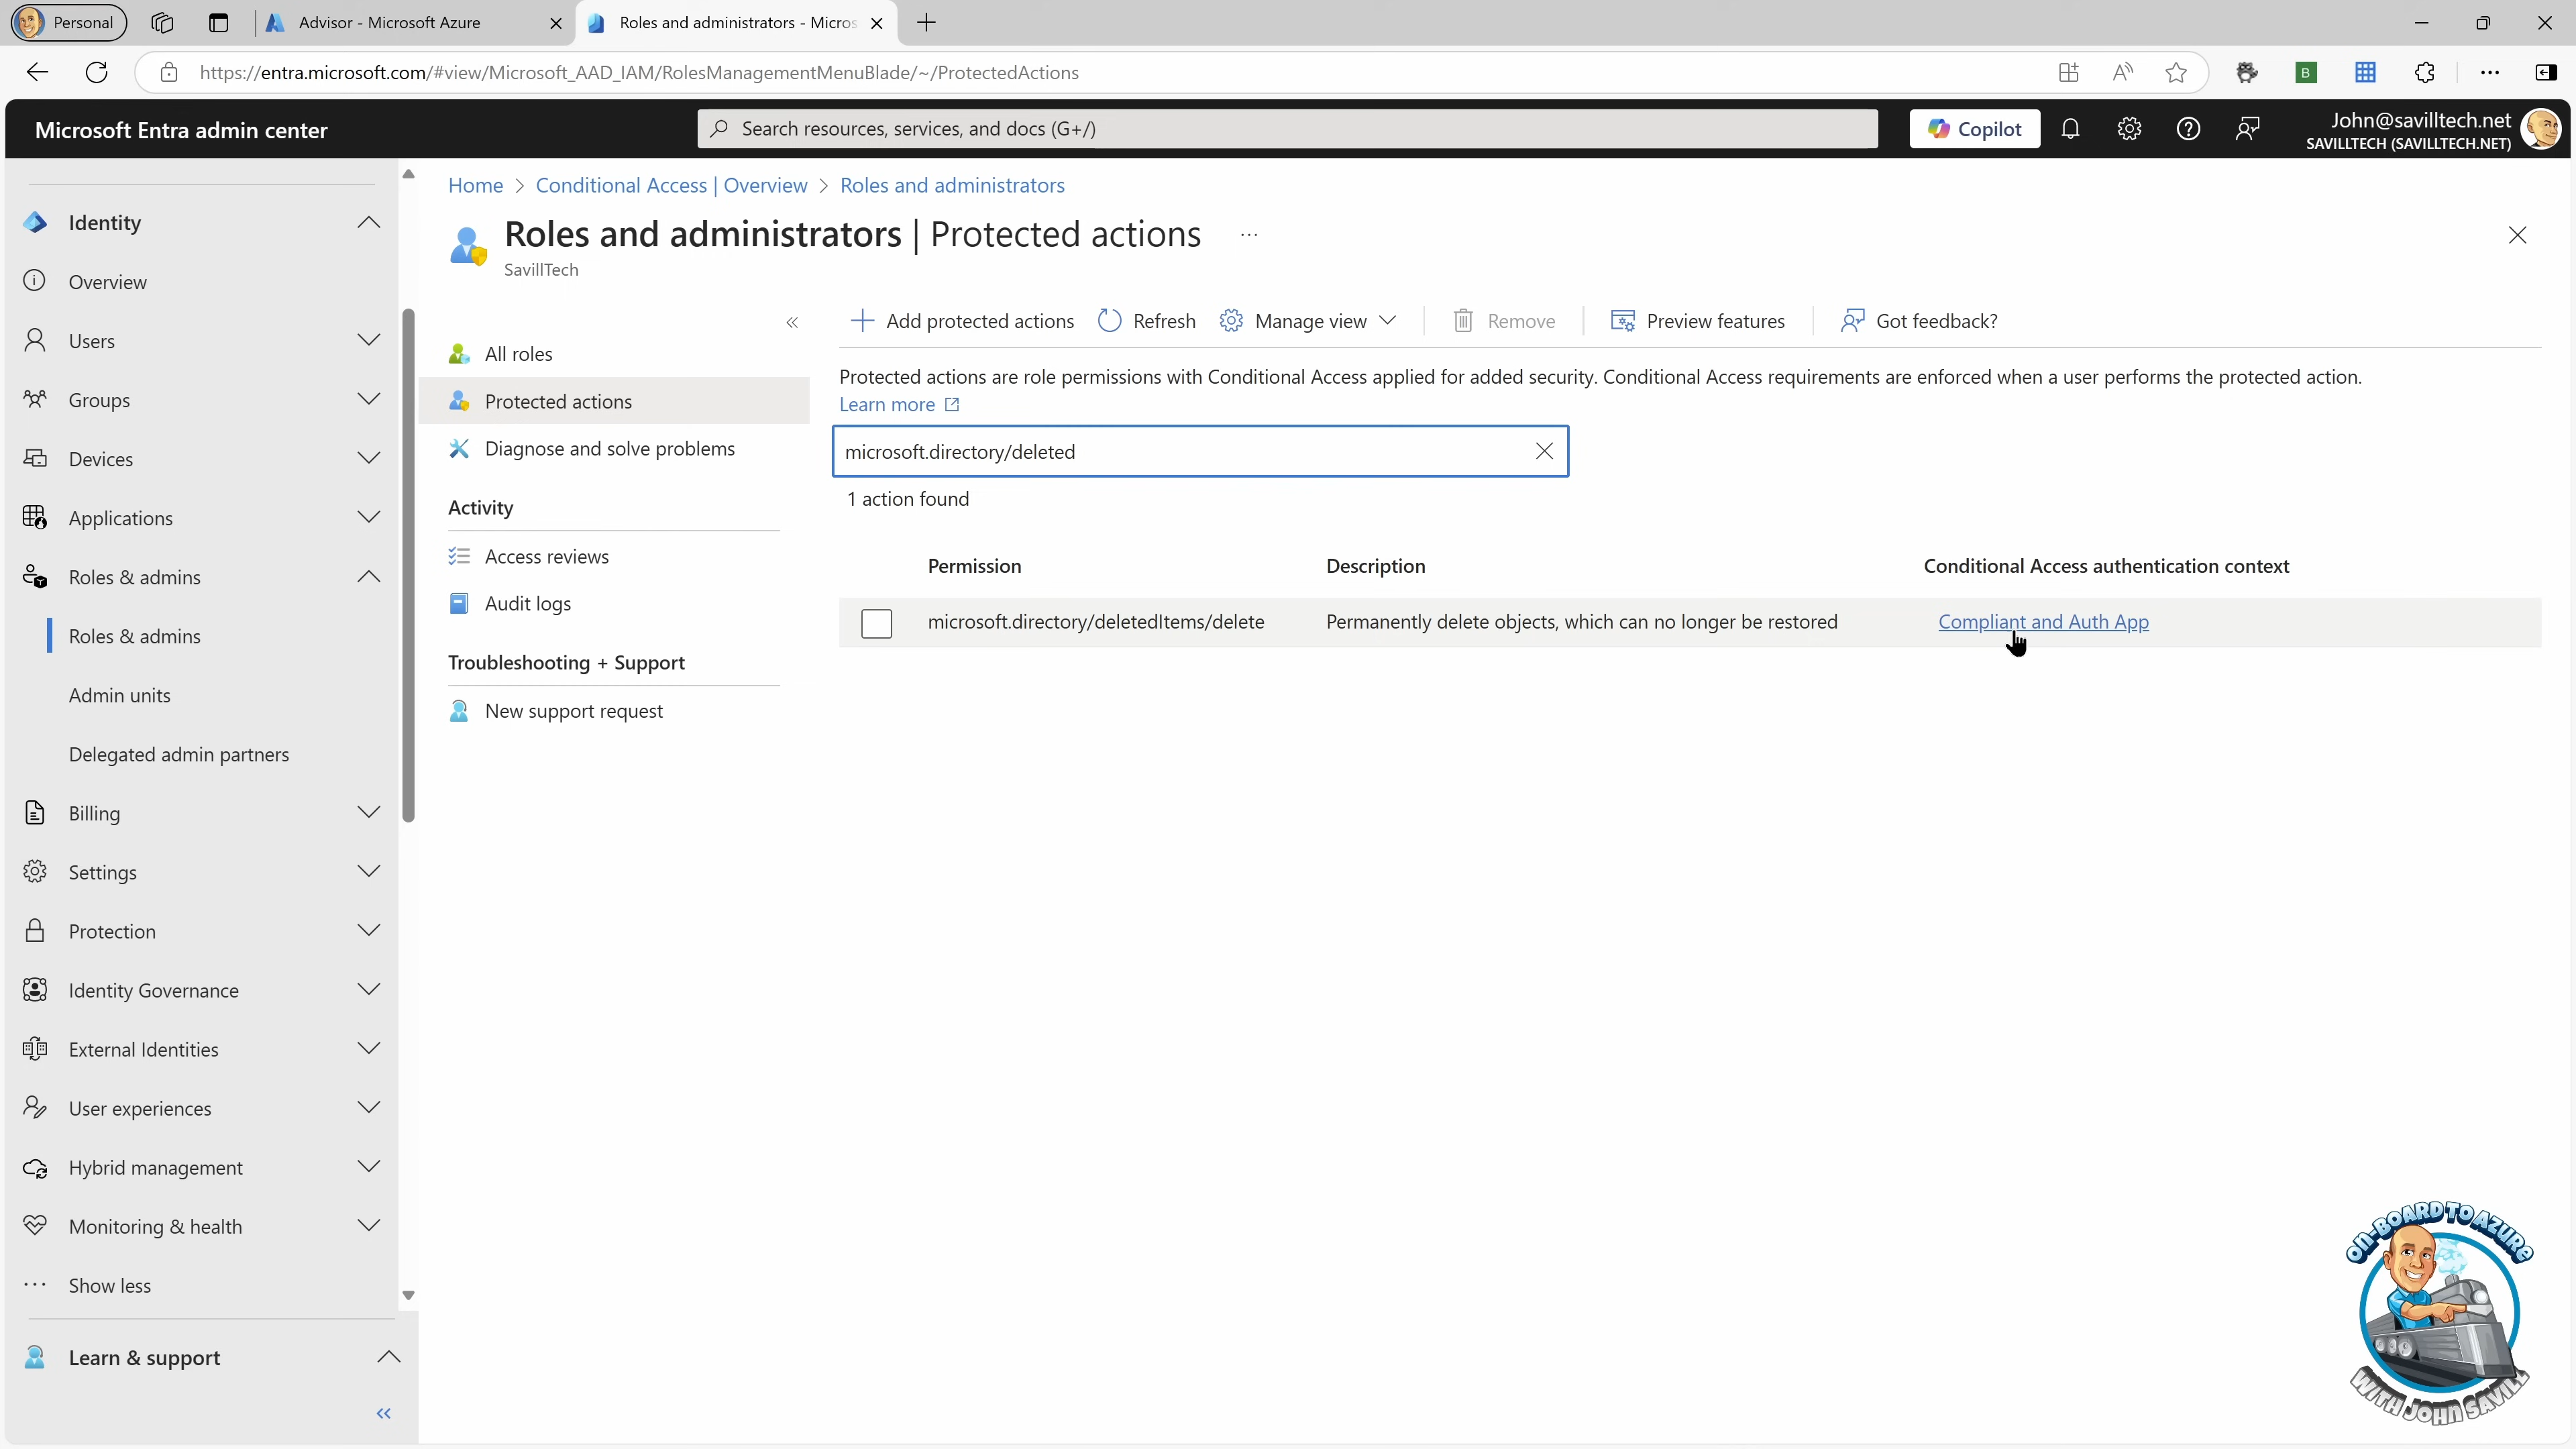 Personal
Advisor - Microsoft Azure
Roles and administrators - Micros
https://entra.microsoft.com/#view/Microsoft_AAD_IAM/RolesManagementMenuBlade/~/ProtectedActions
B
Microsoft Entra admin center
Search resources, services, and docs (G+/)
Copilot
John@savilltech.net
SAVILLTECH (SAVILLTECH.NET)
Identity
Overview
Users
Groups
Devices
Applications
Roles & admins
Roles & admins
Admin units
Delegated admin partners
Billing
Settings
Protection
Identity Governance
External Identities
User experiences
Hybrid management
Monitoring & health
Show less
Learn & support
Home > Conditional Access | Overview > Roles and administrators
Roles and administrators | Protected actions
SavillTech
All roles
Protected actions
Diagnose and solve problems
Activity
Access reviews
Audit logs
Troubleshooting + Support
New support request
Add protected actions
Refresh
Manage view
Remove
Preview features
Got feedback?
Protected actions are role permissions with Conditional Access applied for added security. Conditional Access requirements are enforced when a user performs the protected action.
Learn more
microsoft.directory/deleted
1 action found
Permission
Description
Conditional Access authentication context
microsoft.directory/deletedItems/delete
Permanently delete objects, which can no longer be restored
Compliant and Auth App
ON-BOARD TO AZURE
WITH JOHN SAVILL